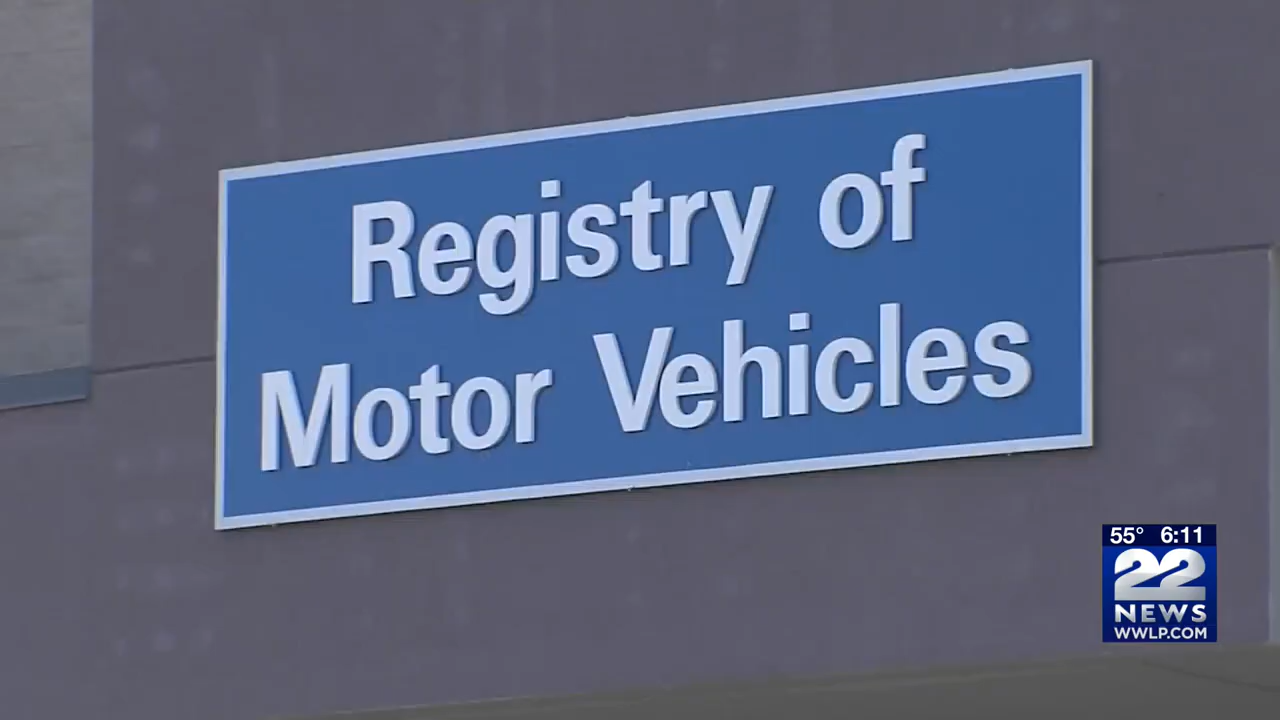 Registry of
Motor Vehicles
55° 6:11
22
NEWS
WWLP.COM